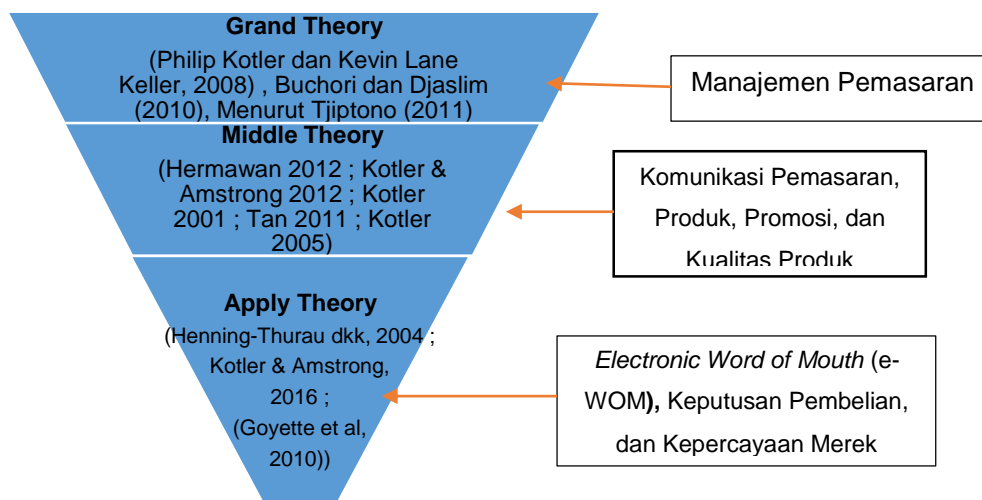 Grand Theory
(Philip Kotler dan Kevin Lane
Keller, 2008) , Buchori dan Djaslim
(2010), Menurut Tjiptono (2011)
Manajemen Pemasaran
Middle Theory
(Hermawan 2012 ; Kotler &
Amstrong 2012 ; Kotler
2001 ; Tan 2011 ; Kotler
2005)
Komunikasi Pemasaran,
Produk, Promosi, dan
Kualitas Produk
Apply Theory
(Henning-Thurau dkk, 2004 ;
Kotler & Amstrong,
2016 ;
(Goyette et al,
2010))
Electronic Word of Mouth (e-
WOM), Keputusan Pembelian,
dan Kepercayaan Merek